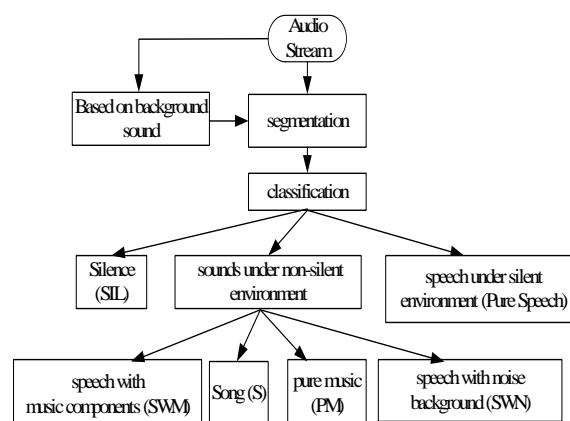 Audio
Stream
Based on background
sound
segmentation
classification
Silence
(SIL)
sounds under non-silent
environment
speech under silent
environment (Pure Speech)
speech with
music components (SWM)
Song (S)
pure music
(PM)
speech with noise
background (SWN)